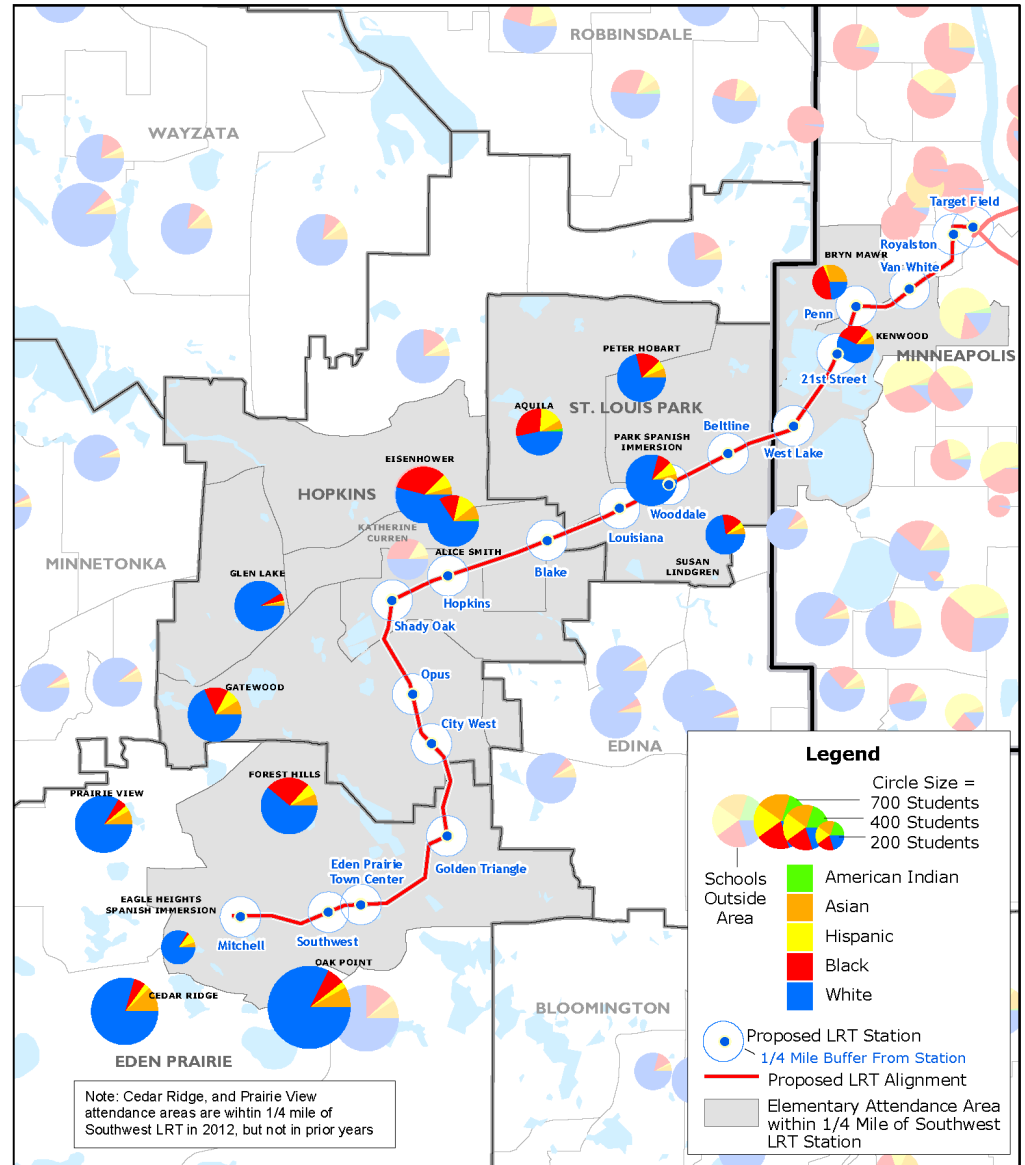 ROBBINSDALE
WAYZATA
Target Field
Royalston
BRYN MAWR
Van White
Penn
KENWOOD
MINNEAPOLIS
PETER HOBART
21st Street
AQUILA
ST. LOUIS PARK
Beltline
West Lake
PARK SPANISH
IMMERSION
EISENHOWER
HOPKINS
Wooddale
KATHERINE
CURREN
Louisiana
ALICE SMITH
MINNETONKA
Blake
SUSAN
LINDGREN
GLEN LAKE
Hopkins
Shady Oak
Opus
GATEWOOD
City West
EDINA
FOREST HILLS
PRAIRIE VIEW
Golden Triangle
Eden Prairie
Town Center
EAGLE HEIGHTS
SPANISH IMMERSION
Mitchell
Southwest
OAK POINT
CEDAR RIDGE
BLOOMINGTON
EDEN PRAIRIE
Note: Cedar Ridge, and Prairie View
attendance areas are wihtin 1/4 mile of
Southwest LRT in 2012, but not in prior years
Legend
Circle Size =
700 Students
400 Students
200 Students
Schools
Outside
Area
American Indian
Asian
Hispanic
Black
White
Proposed LRT Station
1/4 Mile Buffer From Station
Proposed LRT Alignment
Elementary Attendance Area
within 1/4 Mile of Southwest
LRT Station